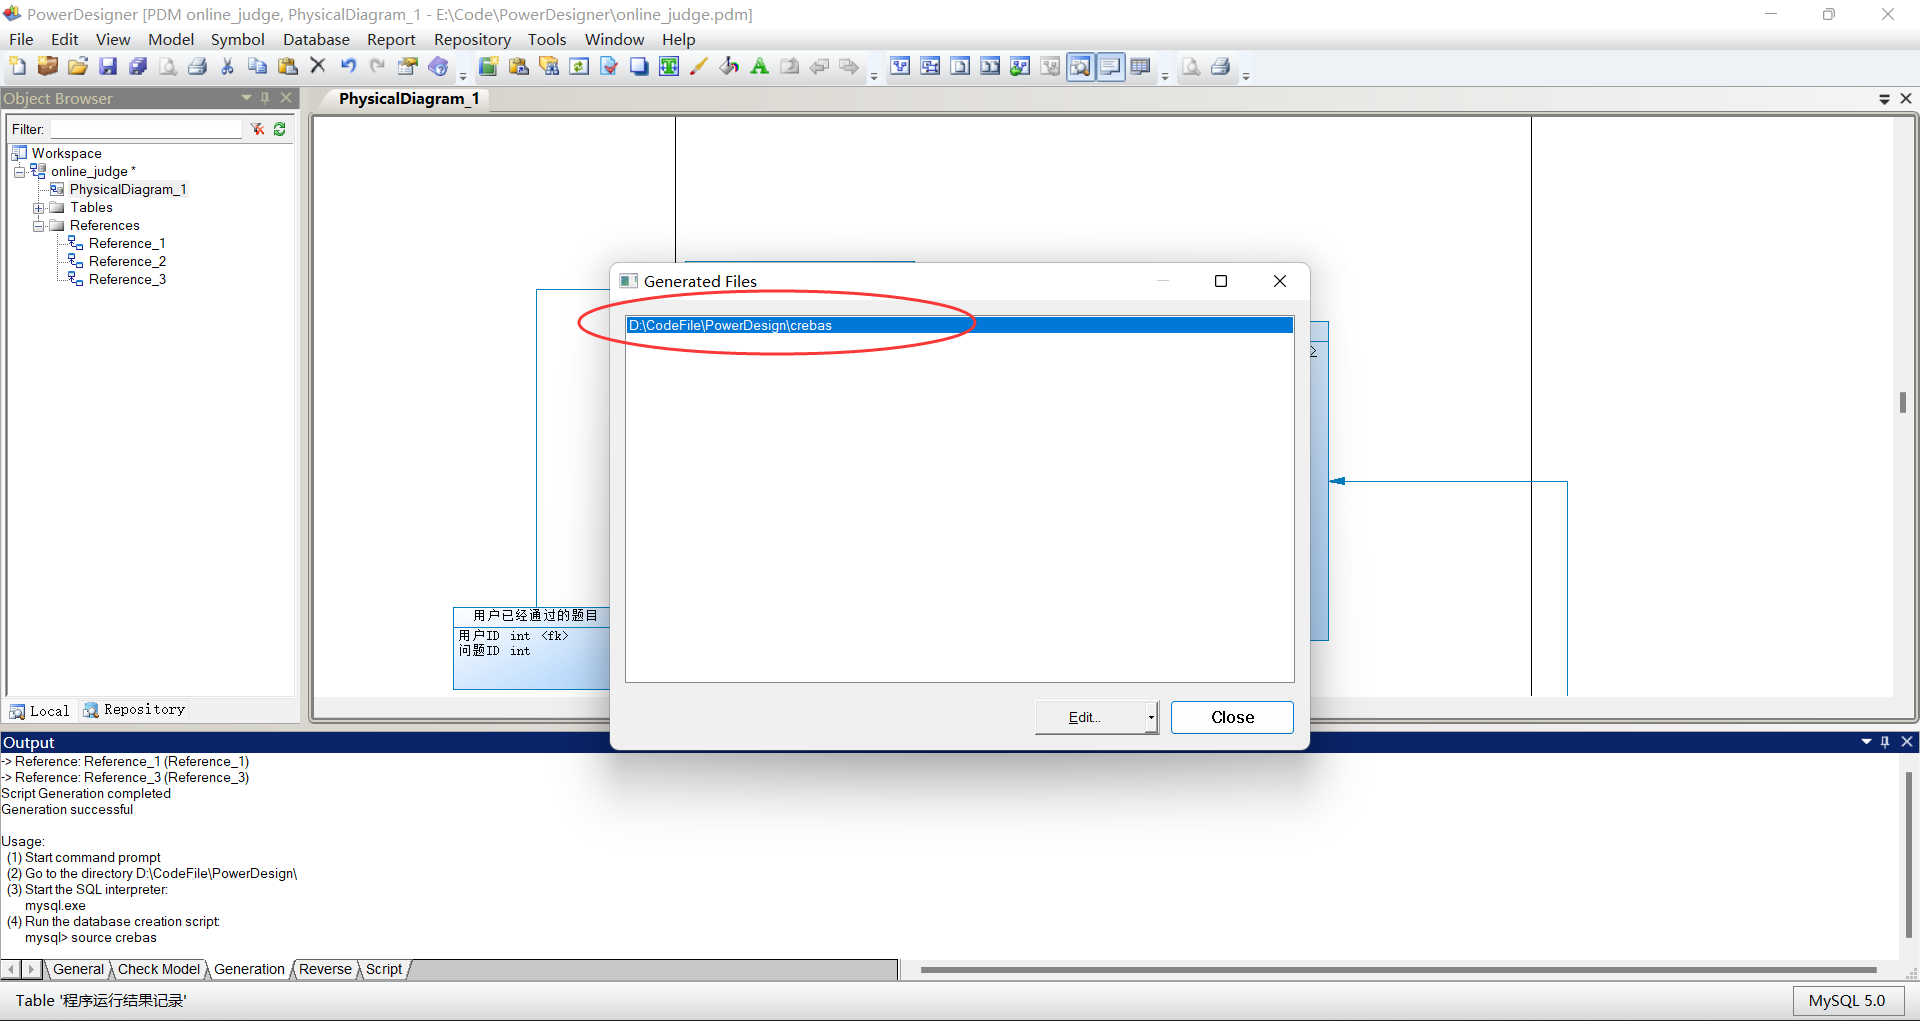 PowerDesigner [PDM online_judge, PhysicalDiagram_1 - E:\Code\PowerDesigner\online_judge.pdm]
File Edit View Model Symbol Database Report Repository Tools Window Help
Object Browser
PhysicalDiagram_1
Filter:
Workspace
online_judge *
PhysicalDiagram_1
Tables
References
Reference_1
Reference_2
Reference_3
Local Repository
Generated Files
D:\CodeFile\PowerDesign\crebas
Edit...
Close
用户已经通过的题目
用户ID int <fk>
问题ID int
Output
-> Reference: Reference_1 (Reference_1)
-> Reference: Reference_3 (Reference_3)
Script Generation completed
Generation successful
Usage:
(1) Start command prompt
(2) Go to the directory D:\CodeFile\PowerDesign\
(3) Start the SQL interpreter:
mysql.exe
(4) Run the database creation script:
mysql> source crebas
General Check Model Generation Reverse Script
Table '程序运行结果记录'
MySQL 5.0